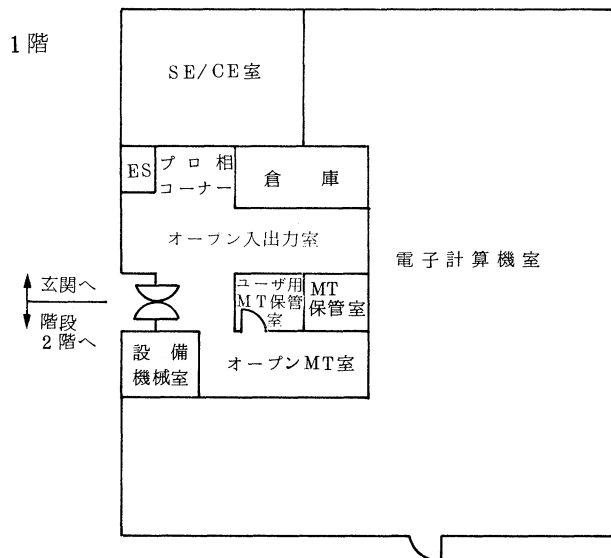 1階
SE/CE室
ES
プロ相
コーナー
倉庫
オープン入出力室
電子計算機室
玄関へ
階段
2階へ
ユーザ用
MT保管
室
MT
保管室
設備
機械室
オープンMT室